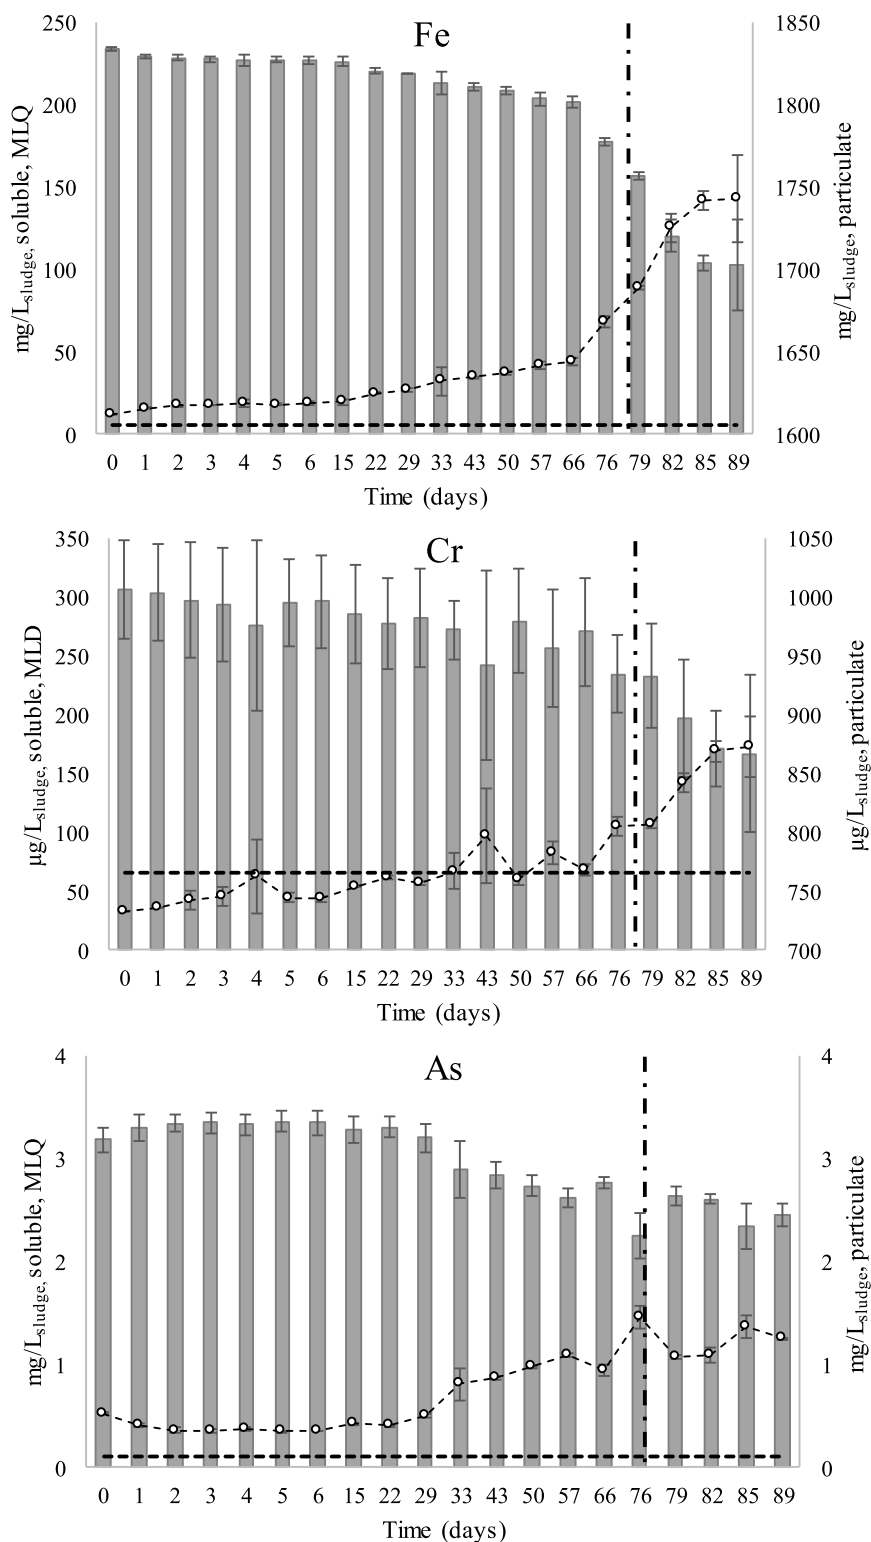 Fe
250
200
150
100
50
0
mg/Lsludge, soluble, MLQ
1850
1800
1750
1700
1650
1600
mg/Lsludge, particulate
0 1 2 3 4 5 6 15 22 29 33 43 50 57 66 76 79 82 85 89
Time (days)
Cr
350
300
250
200
150
100
50
0
µg/Lsludge, soluble, MLD
1050
1000
950
900
850
800
750
700
µg/Lsludge, particulate
0 1 2 3 4 5 6 15 22 29 33 43 50 57 66 76 79 82 85 89
Time (days)
As
4
3
2
1
0
mg/Lsludge, soluble, MLQ
4
3
2
1
0
mg/Lsludge, particulate
0 1 2 3 4 5 6 15 22 29 33 43 50 57 66 76 79 82 85 89
Time (days)